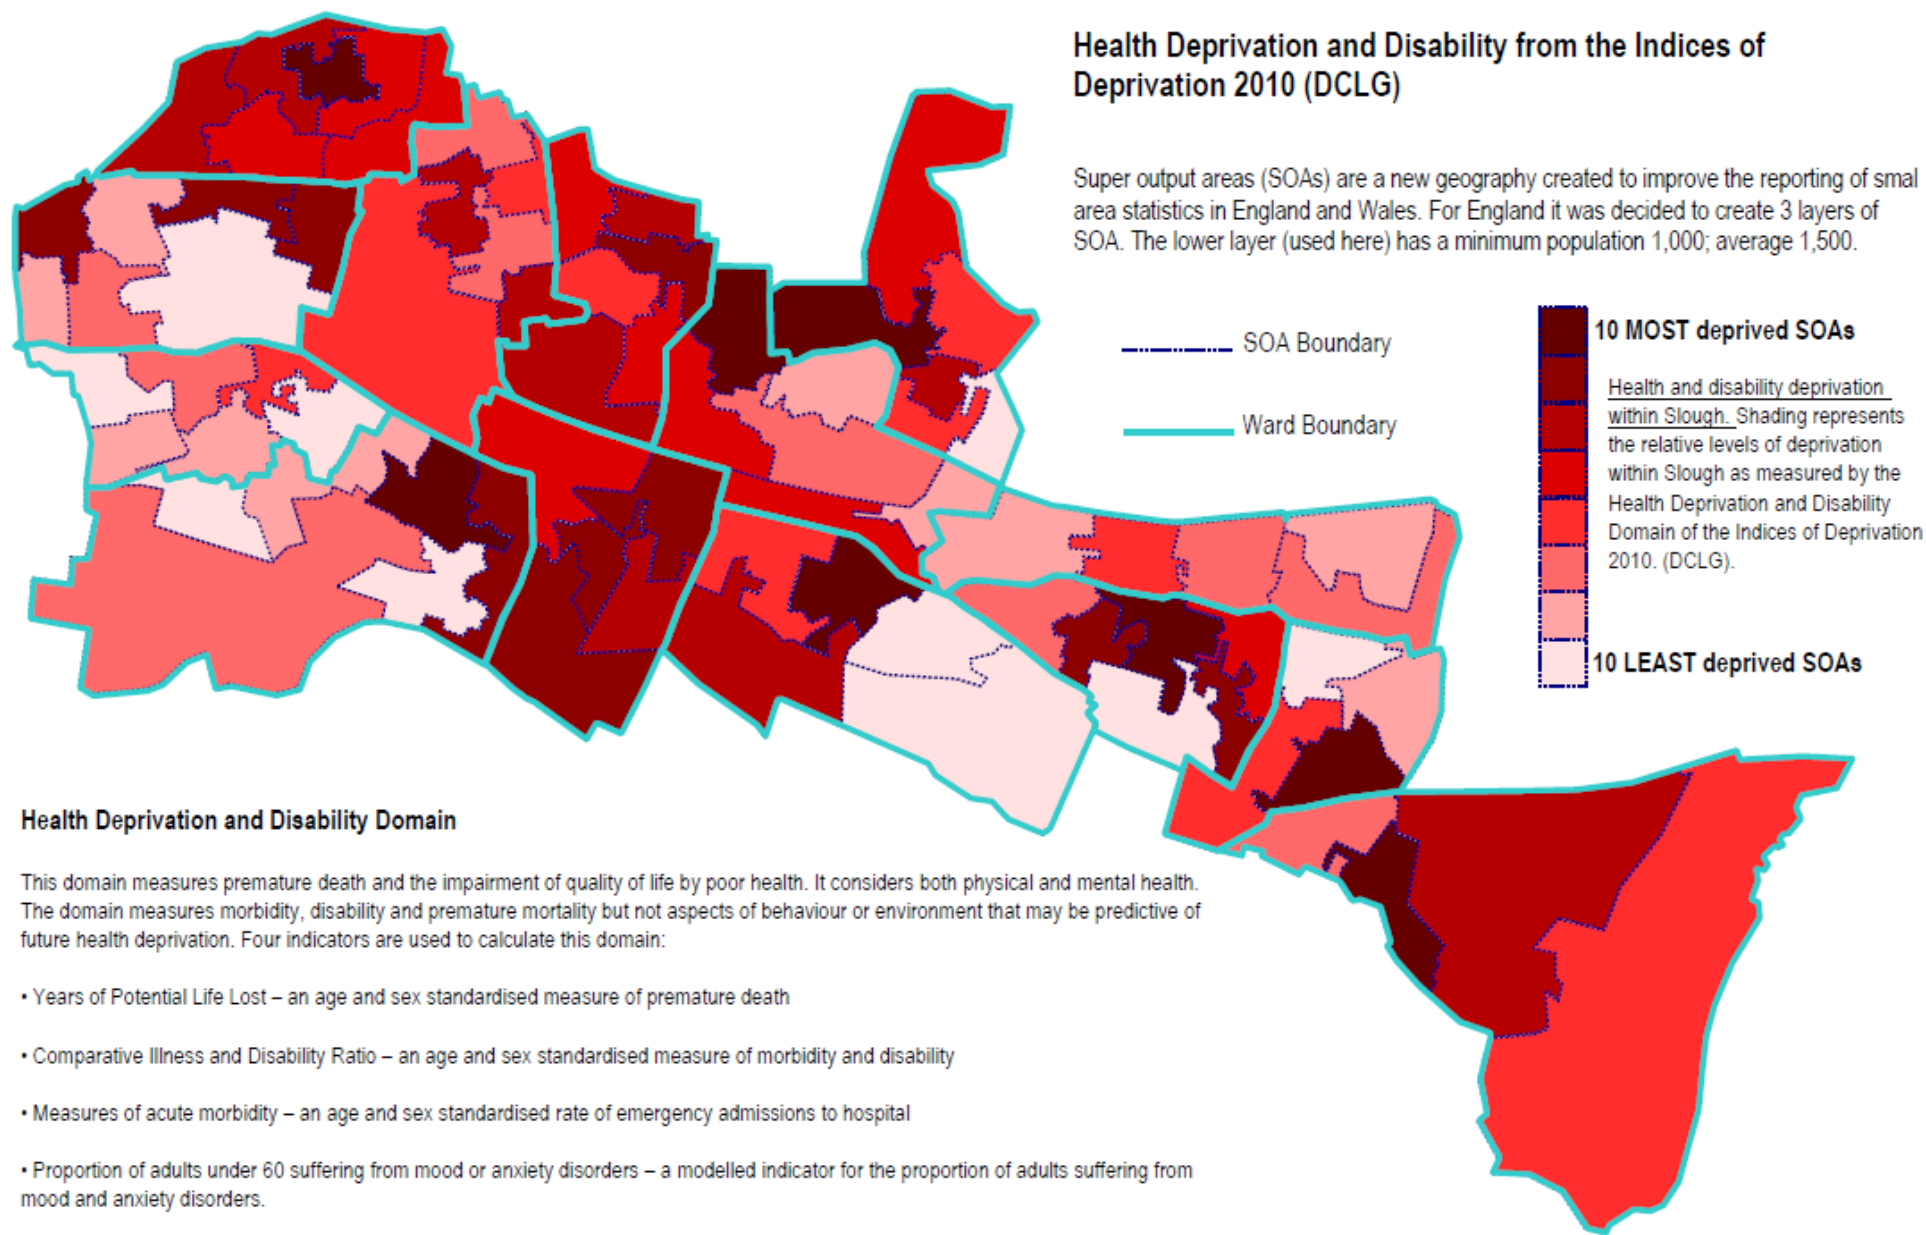 Health Deprivation and Disability from the Indices of
Deprivation 2010 (DCLG)
Super output areas (SOAs) are a new geography created to improve the reporting of smal
area statistics in England and Wales. For England it was decided to create 3 layers of
SOA. The lower layer (used here) has a minimum population 1,000; average 1,500.
SOA Boundary
Ward Boundary
10 MOST deprived SOAs
Health and disability deprivation
within Slough. Shading represents
the relative levels of deprivation
within Slough as measured by the
Health Deprivation and Disability
Domain of the Indices of Deprivation
2010. (DCLG).
10 LEAST deprived SOAs
Health Deprivation and Disability Domain
This domain measures premature death and the impairment of quality of life by poor health. It considers both physical and mental health.
The domain measures morbidity, disability and premature mortality but not aspects of behaviour or environment that may be predictive of
future health deprivation. Four indicators are used to calculate this domain:
• Years of Potential Life Lost – an age and sex standardised measure of premature death
• Comparative Illness and Disability Ratio – an age and sex standardised measure of morbidity and disability
• Measures of acute morbidity – an age and sex standardised rate of emergency admissions to hospital
• Proportion of adults under 60 suffering from mood or anxiety disorders – a modelled indicator for the proportion of adults suffering from
mood and anxiety disorders.